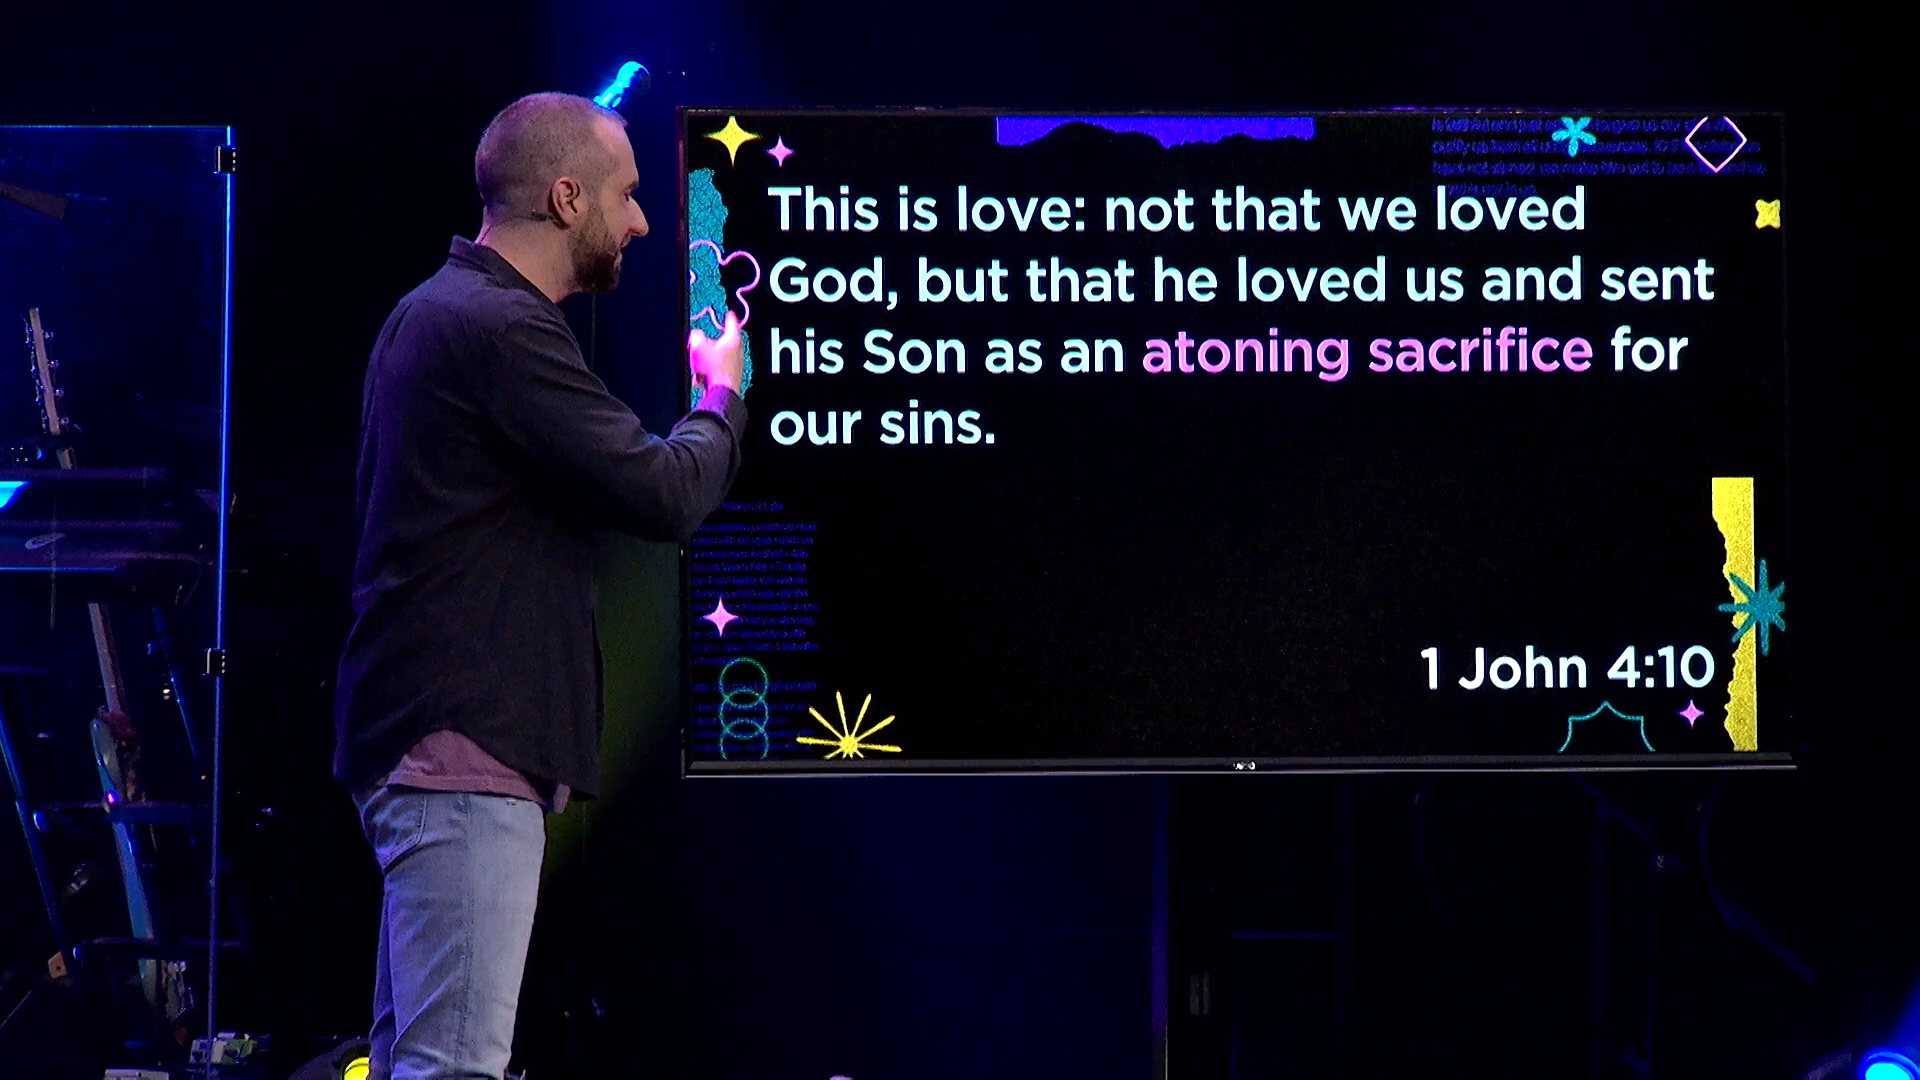 This is love: not that we loved
God, but that he loved us and sent
his Son as an atoning sacrifice for
our sins.
1 John 4:10